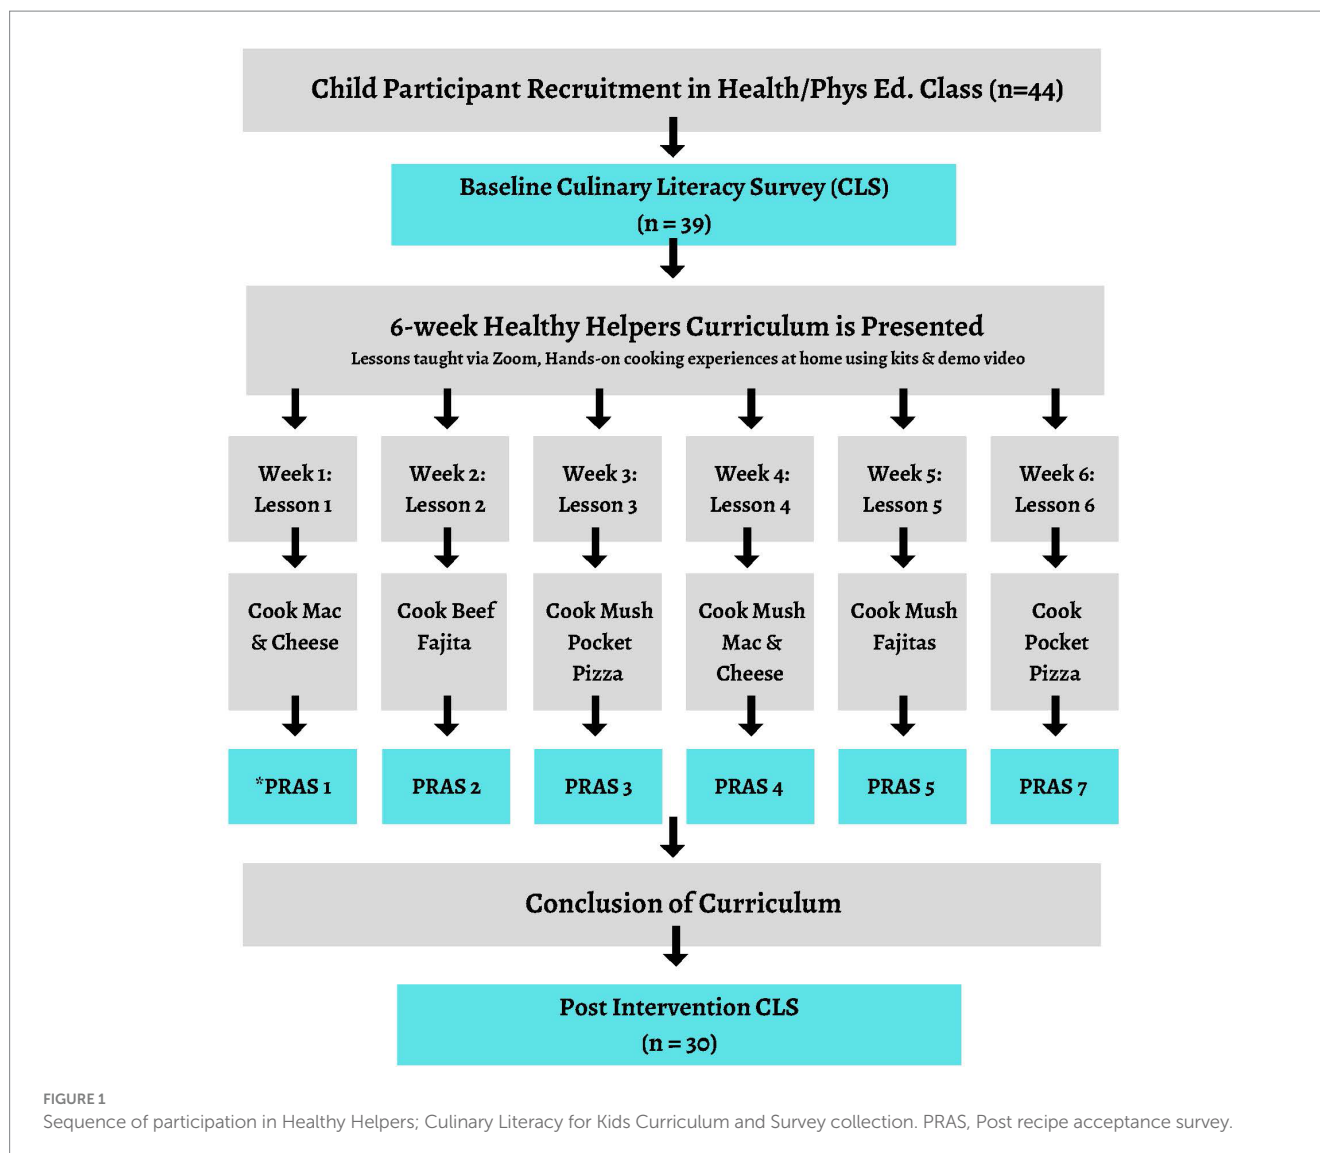 Child Participant Recruitment in Health/Phys Ed. Class (n=44)
Baseline Culinary Literacy Survey (CLS)
(n = 39)
6-week Healthy Helpers Curriculum is Presented
Lessons taught via Zoom, Hands-on cooking experiences at home using kits & demo video
Week 1:
Lesson 1
Week 2:
Lesson 2
Week 3:
Lesson 3
Week 4:
Lesson 4
Week 5:
Lesson 5
Week 6:
Lesson 6
Cook Mac
& Cheese
Cook Beef
Fajita
Cook Mush
Pocket
Pizza
Cook Mush
Mac &
Cheese
Cook Mush
Fajitas
Cook
Pocket
Pizza
*PRAS 1
PRAS 2
PRAS 3
PRAS 4
PRAS 5
PRAS 7
Conclusion of Curriculum
Post Intervention CLS
(n = 30)
FIGURE 1
Sequence of participation in Healthy Helpers; Culinary Literacy for Kids Curriculum and Survey collection. PRAS, Post recipe acceptance survey.